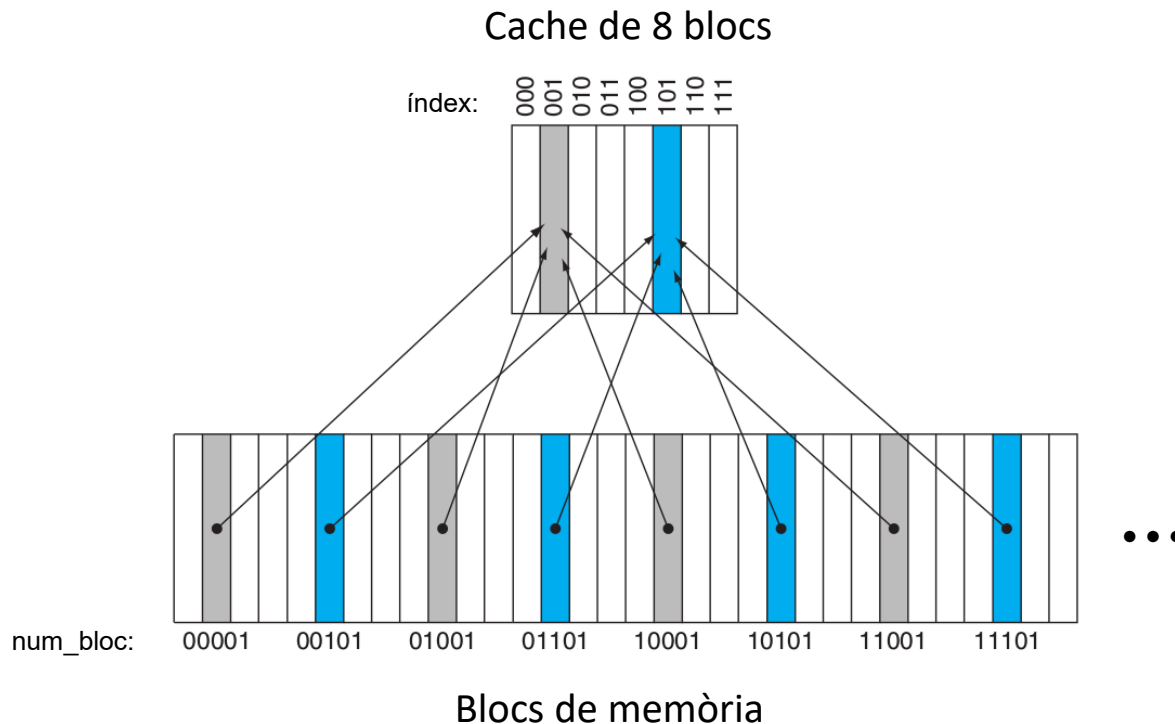 Cache de 8 blocs
índex: 000 001 010 011 100 101 110 111
num_bloc: 00001 00101 01001 01101 10001 10101 11001 11101
Blocs de memòria